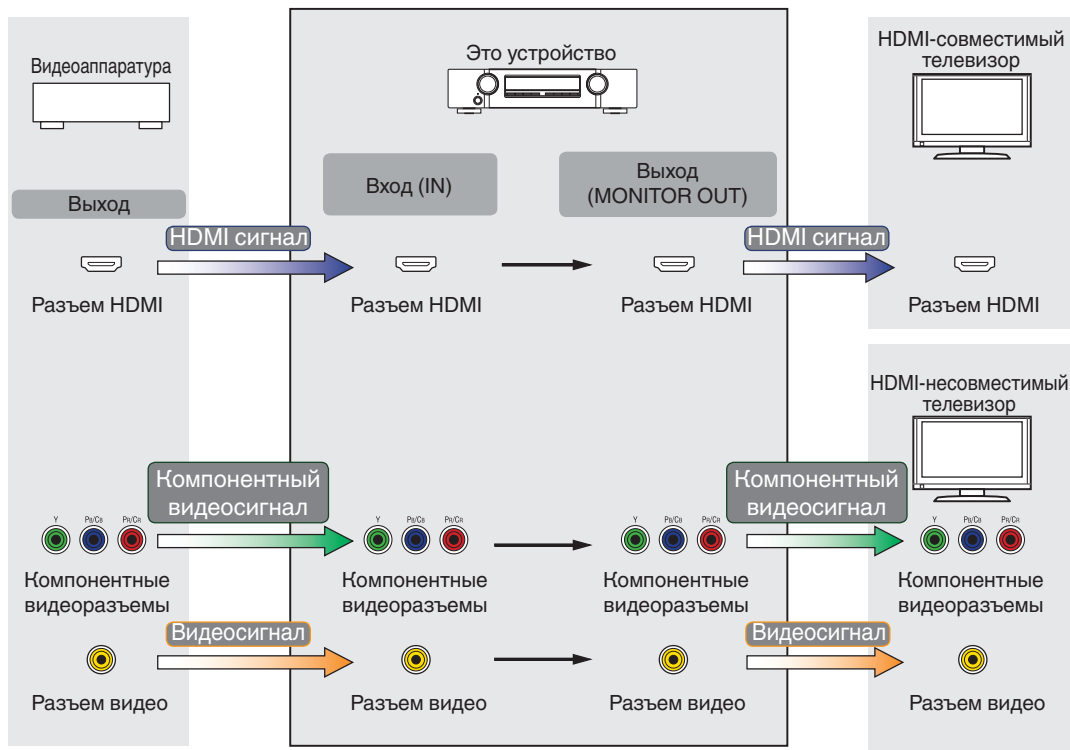 Видеоаппаратура
Это устройство
HDMI-совместимый
телевизор
Выход
Вход (IN)
Выход
(MONITOR OUT)
HDMI сигнал
HDMI сигнал
Разъем HDMI
Разъем HDMI
Разъем HDMI
Разъем HDMI
HDMI-несовместимый
телевизор
Компонентный
видеосигнал
Компонентный
видеосигнал
Y PB/CB PR/CR
Y PB/CB PR/CR
Y PB/CB PR/CR
Y PB/CB PR/CR
Компонентные
видеоразъемы
Компонентные
видеоразъемы
Компонентные
видеоразъемы
Компонентные
видеоразъемы
Видеосигнал
Видеосигнал
Разъем видео
Разъем видео
Разъем видео
Разъем видео